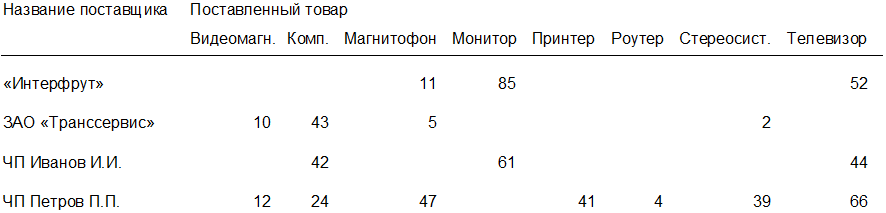 Название поставщика Поставленный товар
Видеомагн. Комп. Магнитофон Монитор Принтер Роутер Стереосист. Телевизор
«Интерфрут» 11 85 52
ЗАО «Транссервис» 10 43 5 2
ЧП Иванов И.И. 42 61 44
ЧП Петров П.П. 12 24 47 41 4 39 66